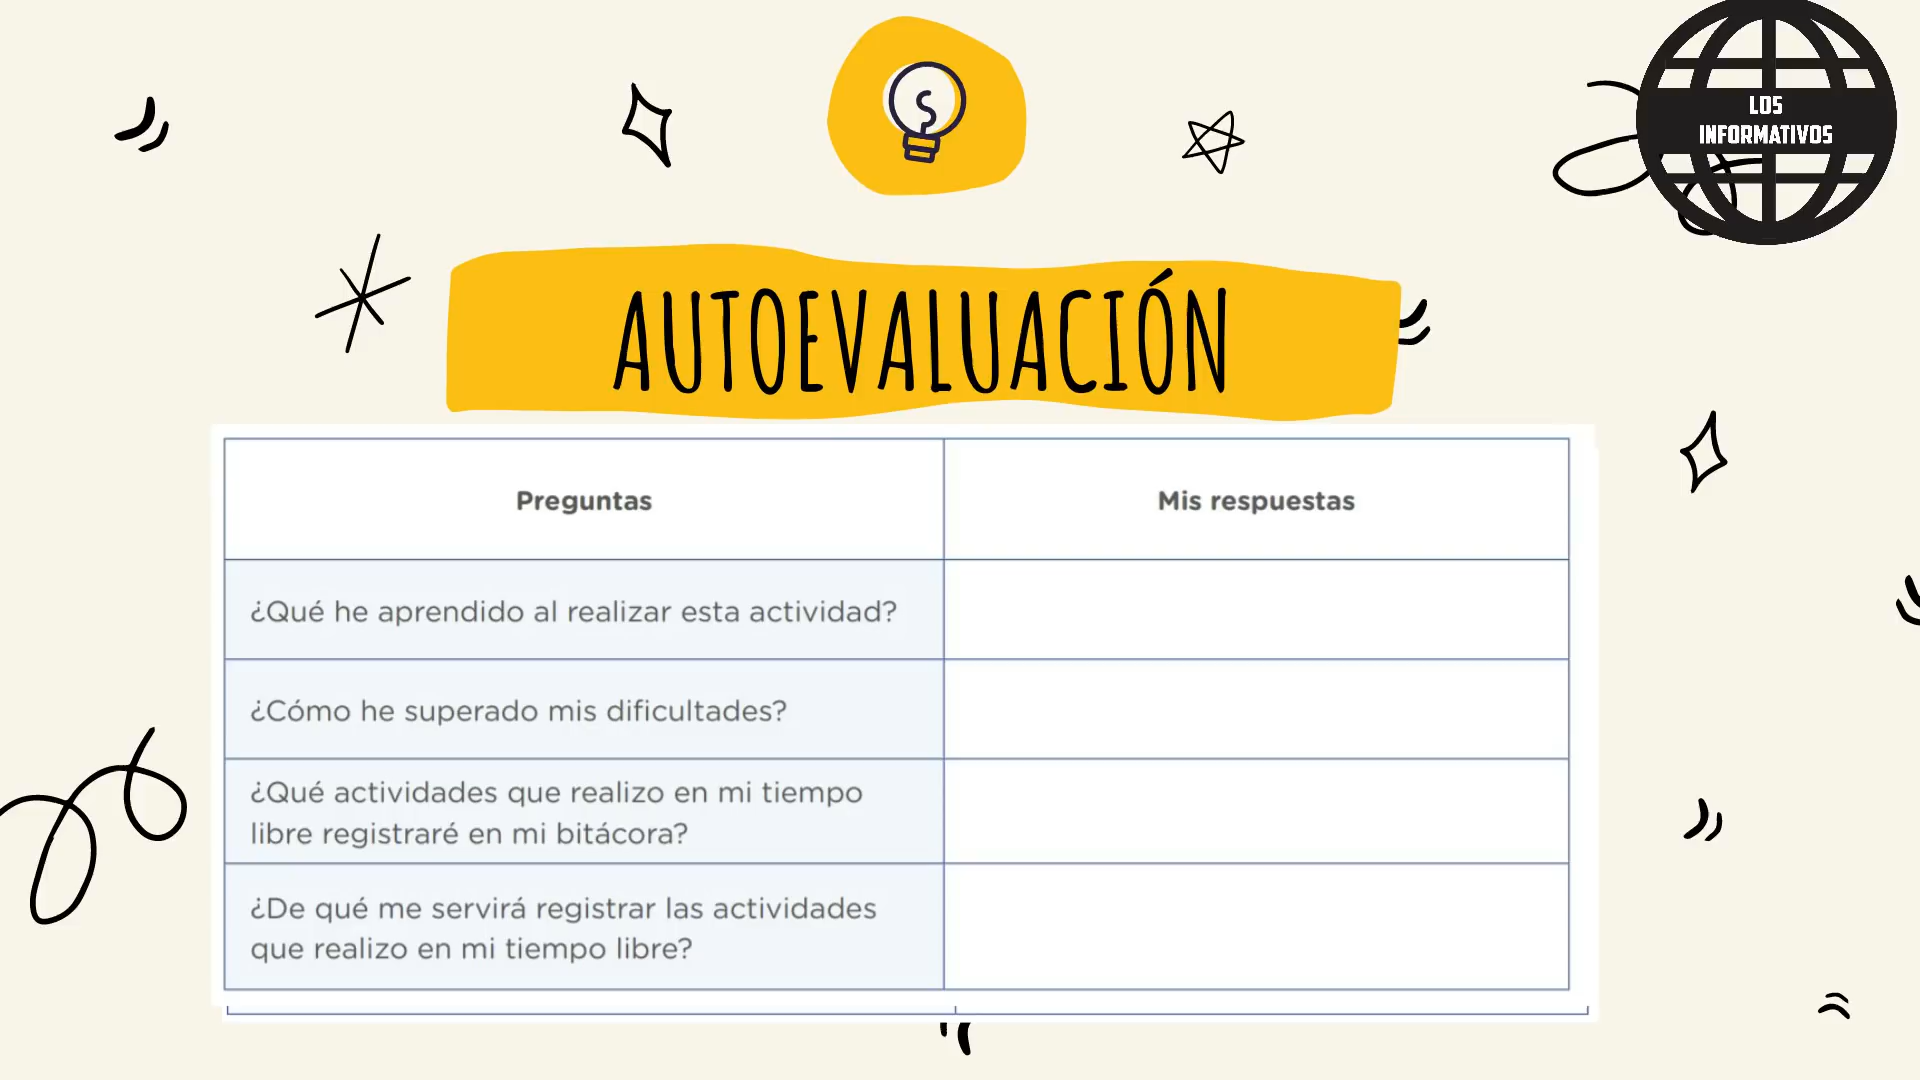 LOS
INFORMATIVOS
AUTOEVALUACIÓN
Preguntas
Mis respuestas
¿Qué he aprendido al realizar esta actividad?
¿Cómo he superado mis dificultades?
¿Qué actividades que realizo en mi tiempo
libre registraré en mi bitácora?
¿De qué me servirá registrar las actividades
que realizo en mi tiempo libre?